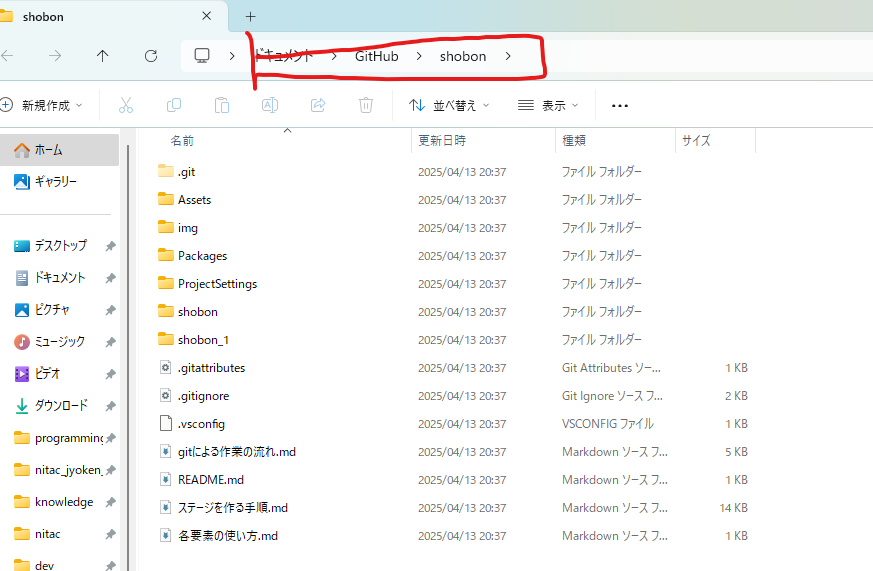 shobon
ドキュメント > GitHub > shobon >
新規作成 並べ替え 表示
名前 更新日時 種類 サイズ
ホーム
ギャラリー
デスクトップ
ドキュメント
ピクチャ
ミュージック
ビデオ
ダウンロード
programming
nitac_jyoken_
knowledge
nitac
dev
.git 2025/04/13 20:37 ファイル フォルダー
Assets 2025/04/13 20:37 ファイル フォルダー
img 2025/04/13 20:37 ファイル フォルダー
Packages 2025/04/13 20:37 ファイル フォルダー
ProjectSettings 2025/04/13 20:37 ファイル フォルダー
shobon 2025/04/13 20:37 ファイル フォルダー
shobon_1 2025/04/13 20:37 ファイル フォルダー
.gitattributes 2025/04/13 20:37 Git Attributes ソー... 1 KB
.gitignore 2025/04/13 20:37 Git Ignore ソース フ... 2 KB
.vsconfig 2025/04/13 20:37 VSCONFIG ファイル 1 KB
gitによる作業の流れ.md 2025/04/13 20:37 Markdown ソース フ... 5 KB
README.md 2025/04/13 20:37 Markdown ソース フ... 1 KB
ステージを作る手順.md 2025/04/13 20:37 Markdown ソース フ... 14 KB
各要素の使い方.md 2025/04/13 20:37 Markdown ソース フ... 1 KB